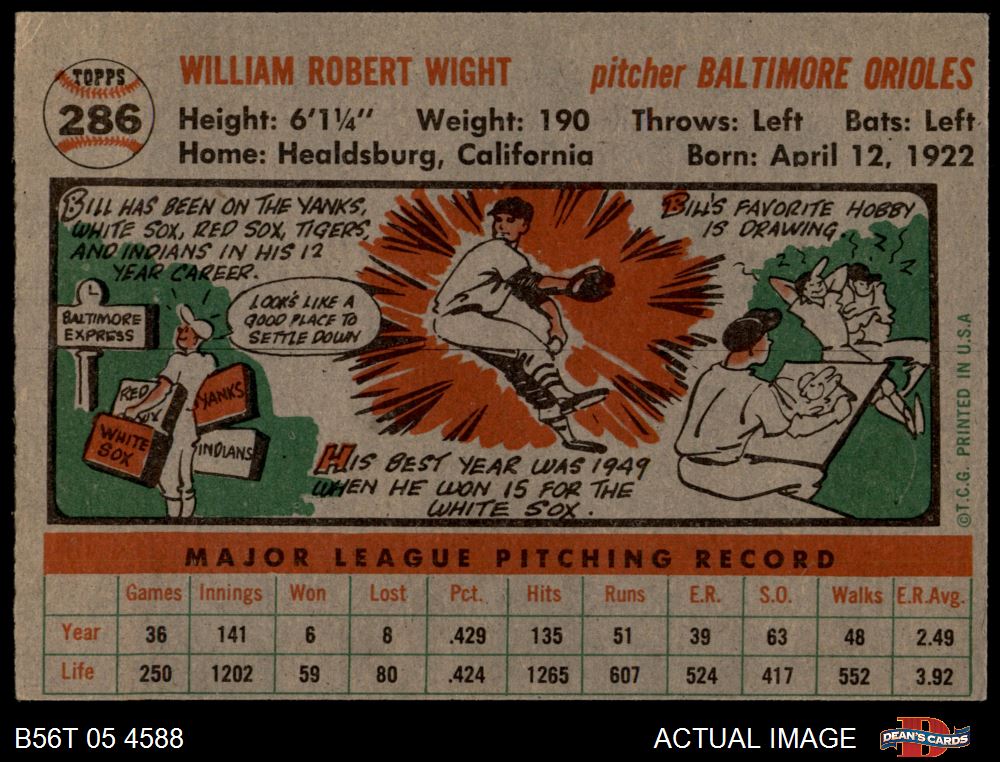 TOPPS
286
WILLIAM ROBERT WIGHT pitcher BALTIMORE ORIOLES
Height: 6'1¼" Weight: 190 Throws: Left Bats: Left
Home: Healdsburg, California Born: April 12, 1922
BILL HAS BEEN ON THE YANKS,
WHITE SOX, RED SOX, TIGERS
AND INDIANS IN HIS 12
YEAR CAREER.
BALTIMORE
EXPRESS
LOOKS LIKE A
GOOD PLACE TO
SETTLE DOWN
RED
SOX
YANKS
WHITE
SOX
INDIANS
HIS BEST YEAR WAS 1949
WHEN HE WON 15 FOR THE
WHITE SOX.
BILL'S FAVORITE HOBBY
IS DRAWING.
Z Z Z
©T.C.G. PRINTED IN U.S.A
MAJOR LEAGUE PITCHING RECORD
Games Innings Won Lost Pct. Hits Runs E.R. S.O. Walks E.R.Avg.
Year 36 141 6 8 .429 135 51 39 63 48 2.49
Life 250 1202 59 80 .424 1265 607 524 417 552 3.92
B56T 05 4588 ACTUAL IMAGE
D
DEAN'S CARDS